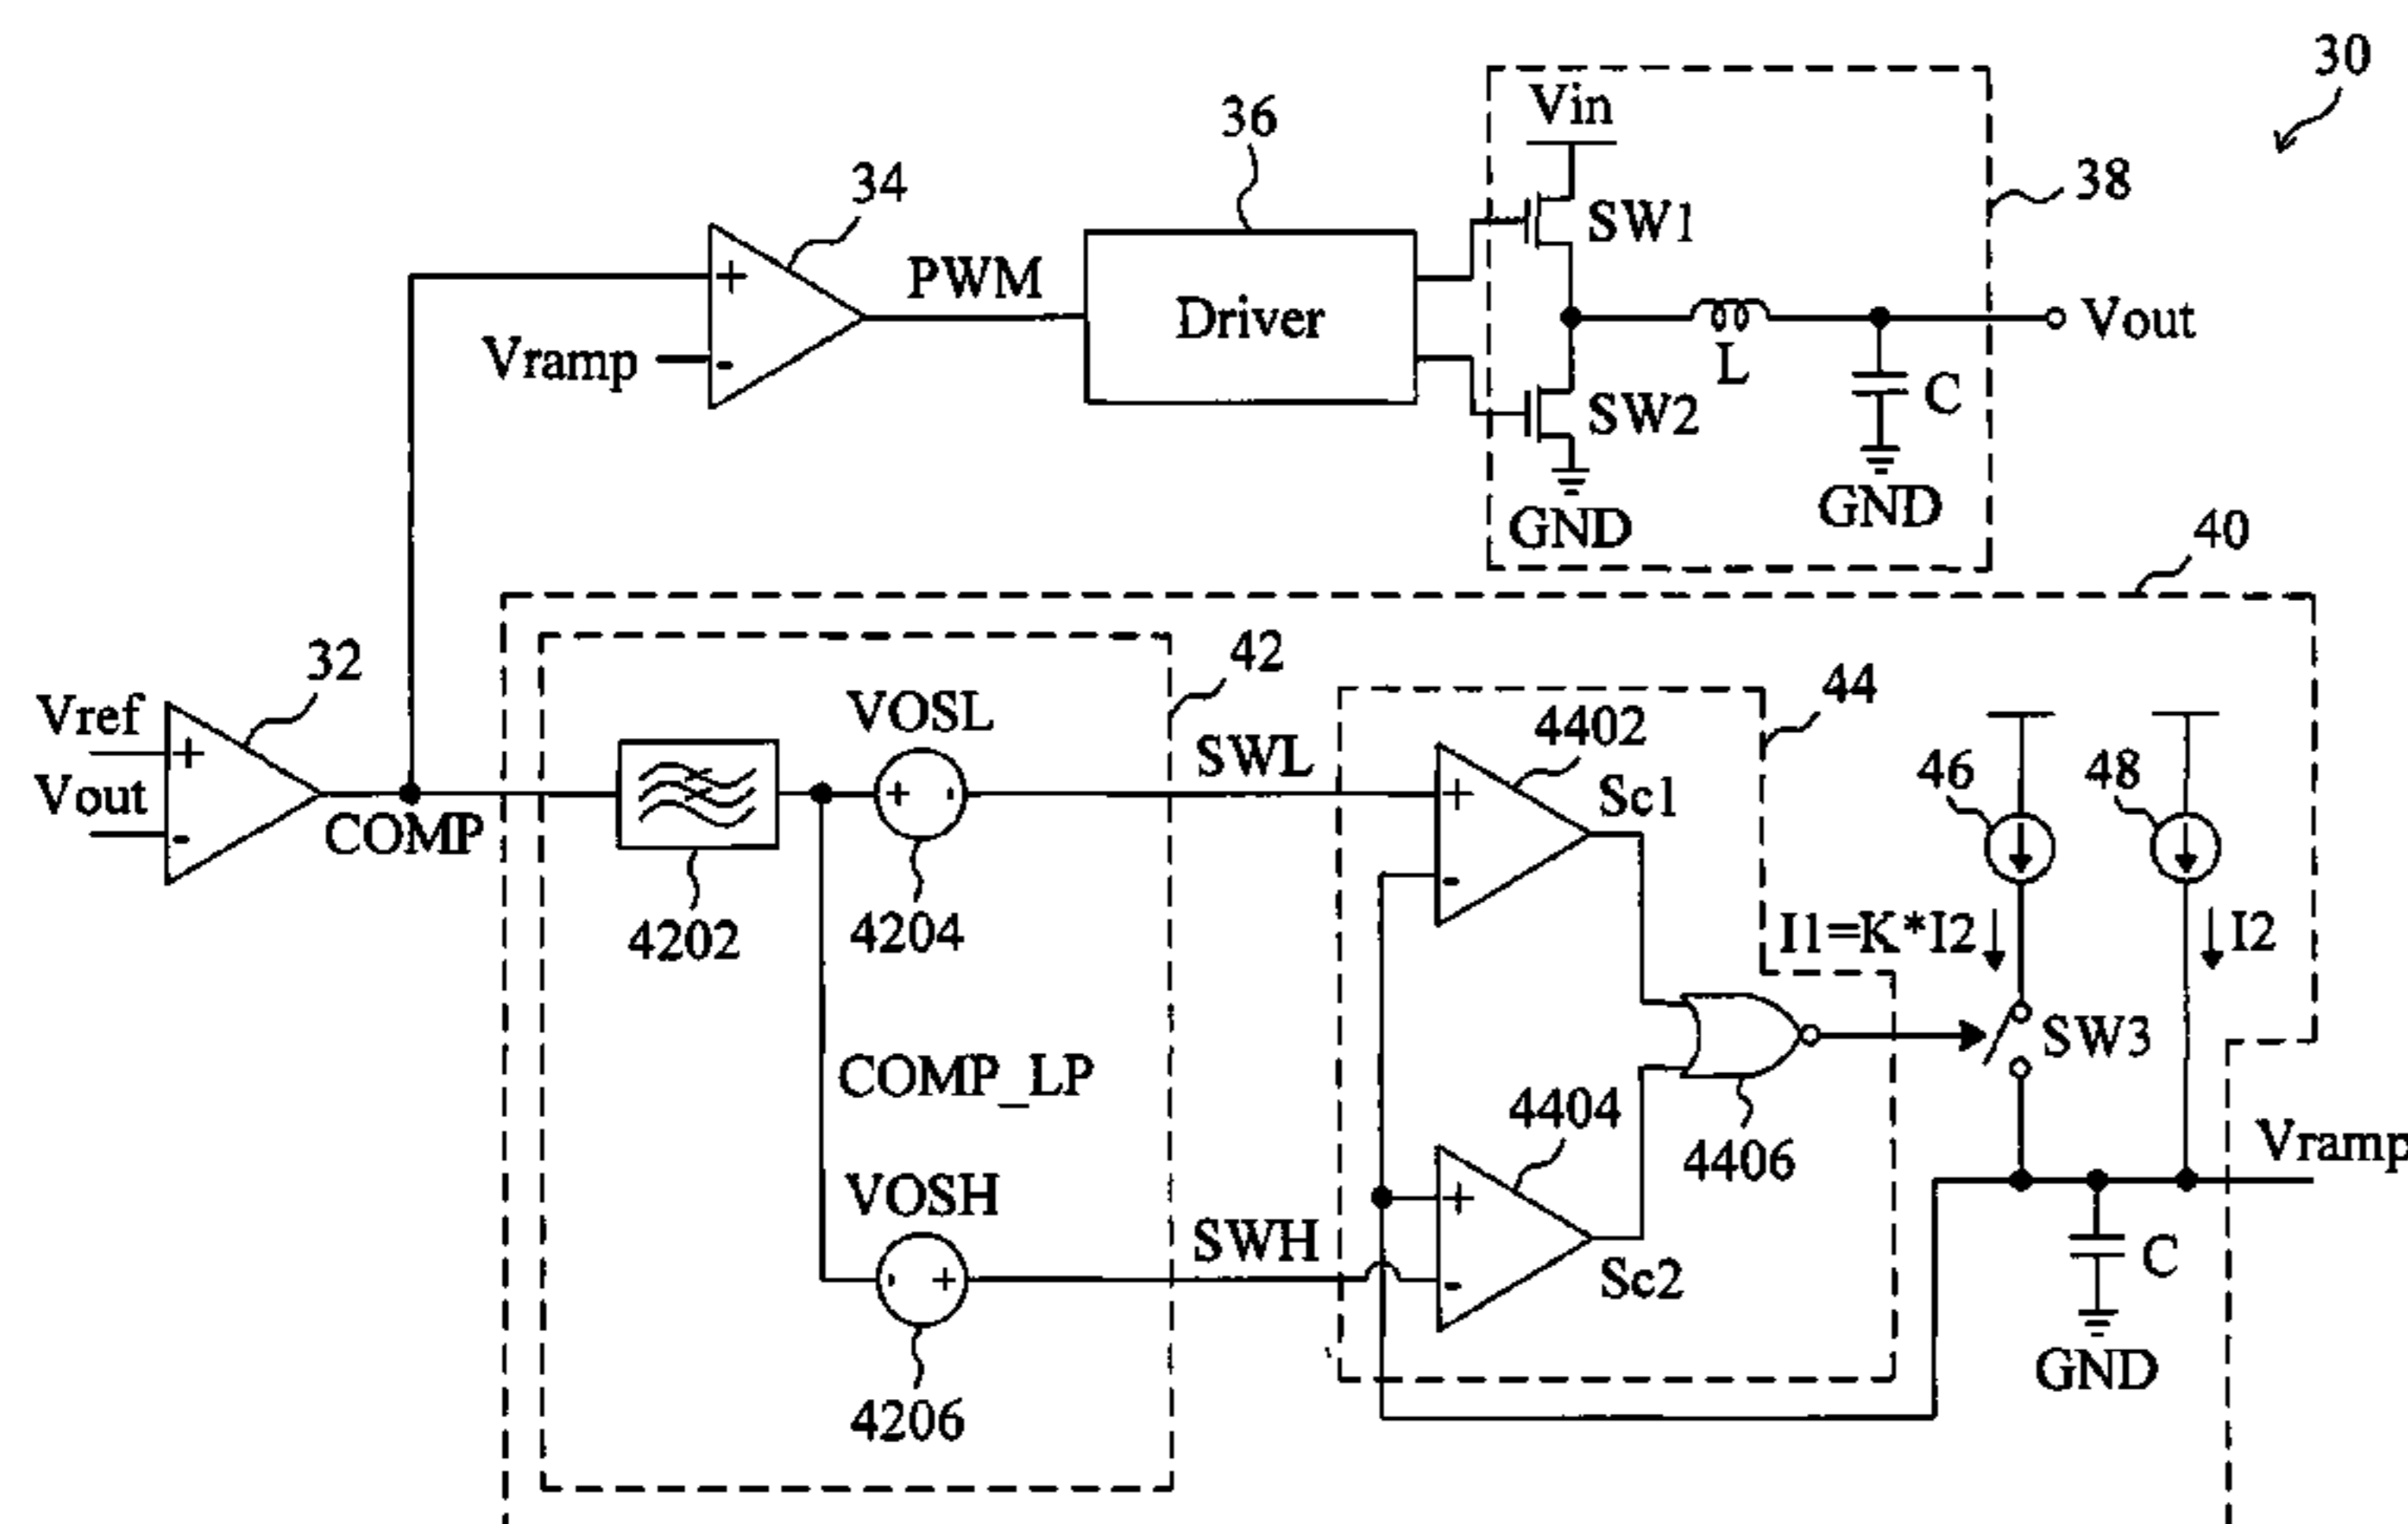 30
Vin
36
38
34
SW1
PWM
Driver
Vout
Vramp
L
C
SW2
GND
GND
40
32
42
44
VOSL
4402
Vref
+
SWL
Sc1
46
48
Vout
-
COMP
4202
4204
I1=K*I2
I2
SW3
COMP_LP
4404
4406
Vramp
VOSH
SWH
Sc2
C
GND
4206